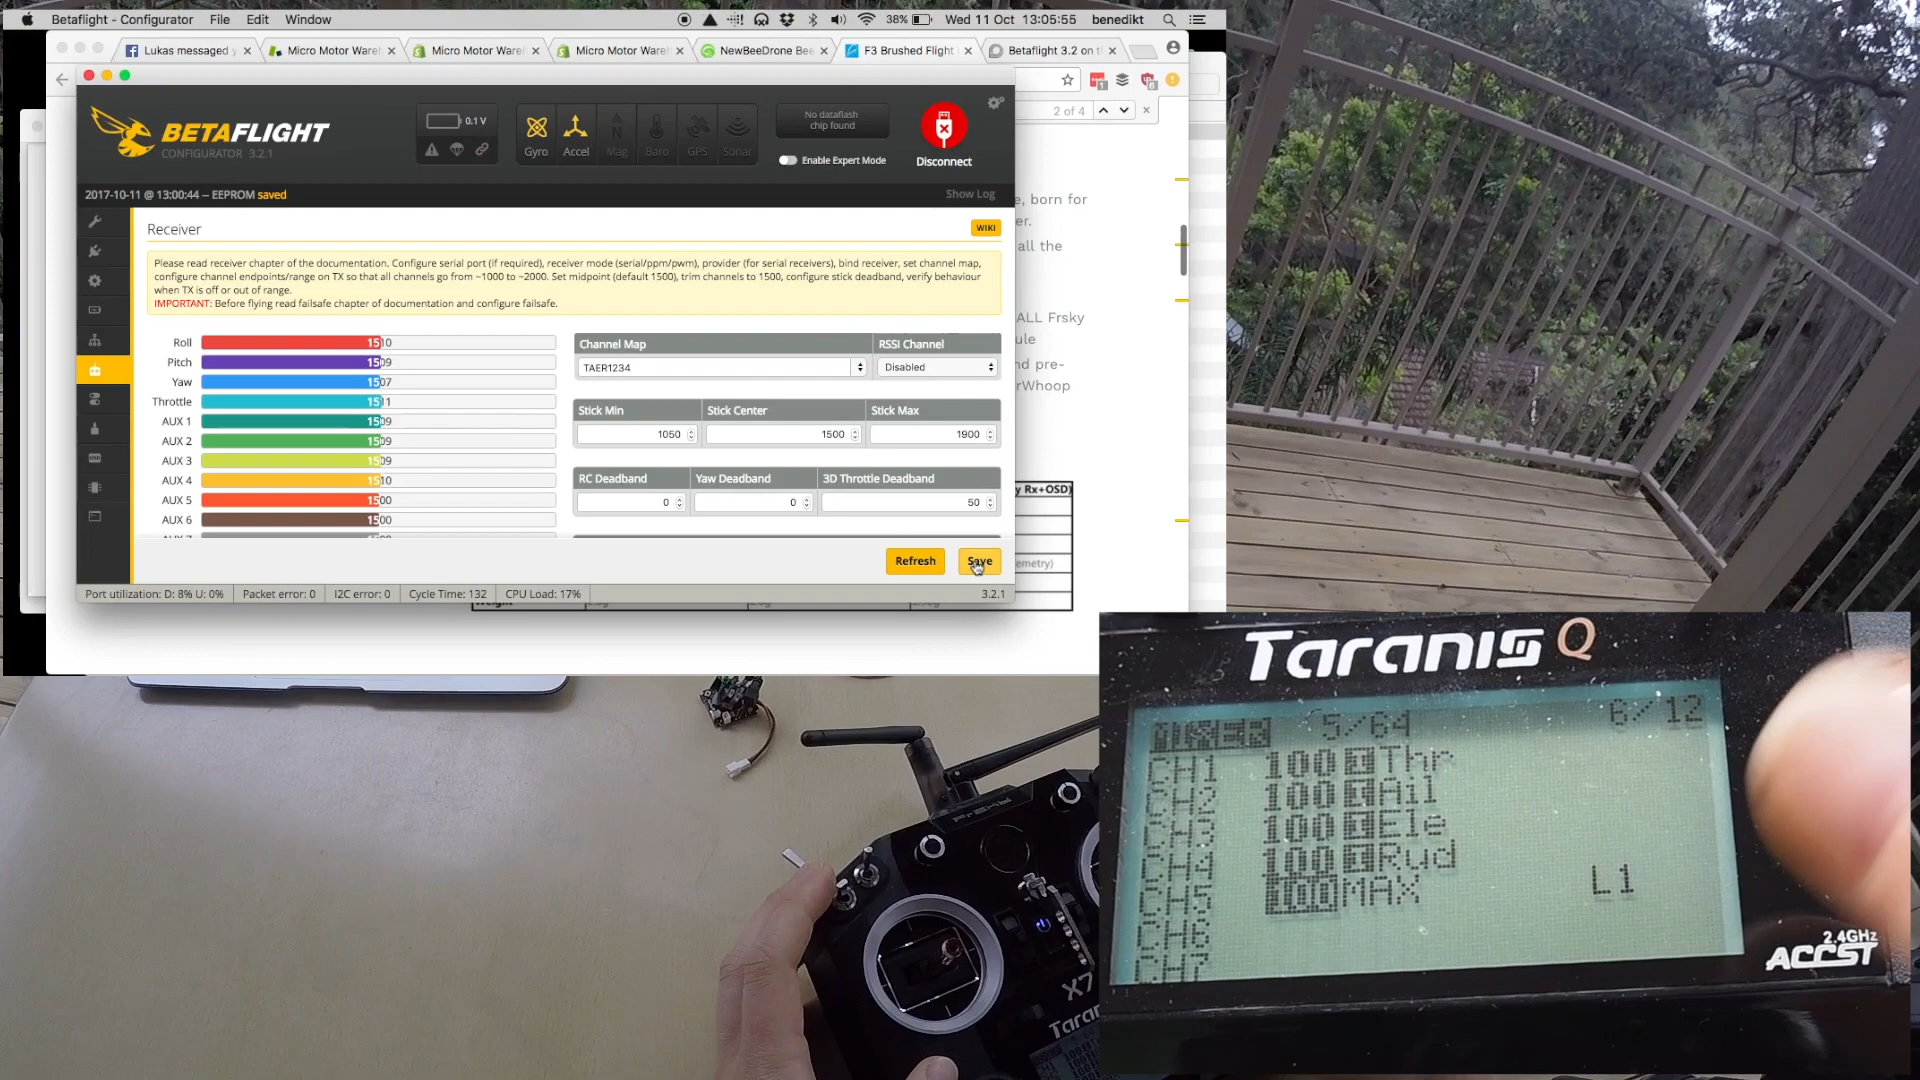 Betaflight - Configurator File Edit Window
38% Wed 11 Oct 13:05:55 benedikt
Lukas messaged y
Micro Motor Wareh
Micro Motor Wareh
Micro Motor Wareh
NewBeeDrone Bee
F3 Brushed Flight
Betaflight 3.2 on t
2 of 4
BETAFLIGHT
CONFIGURATOR 3.2.1
0.1 V
Gyro Accel Mag Baro GPS Sonar
No dataflash
chip found
Enable Expert Mode
Disconnect
2017-10-11 @ 13:00:44 -- EEPROM saved
Show Log
Receiver
WIKI
Please read receiver chapter of the documentation. Configure serial port (if required), receiver mode (serial/ppm/pwm), provider (for serial receivers), bind receiver, set channel map,
configure channel endpoints/range on TX so that all channels go from ~1000 to ~2000. Set midpoint (default 1500), trim channels to 1500, configure stick deadband, verify behaviour
when TX is off or out of range.
IMPORTANT: Before flying read failsafe chapter of documentation and configure failsafe.
Roll 1510
Pitch 1509
Yaw 1507
Throttle 1511
AUX 1 1509
AUX 2 1509
AUX 3 1509
AUX 4 1510
AUX 5 1500
AUX 6 1500
Channel Map RSSI Channel
TAER1234 Disabled
Stick Min Stick Center Stick Max
1050 1500 1900
RC Deadband Yaw Deadband 3D Throttle Deadband
0 0 50
Refresh Save
Port utilization: D: 8% U: 0% Packet error: 0 I2C error: 0 Cycle Time: 132 CPU Load: 17% 3.2.1
e, born for
er.
all the
ALL Frsky
ule
nd pre-
erWhoop
y Rx+OSD)
emetry)
Weight
Taranis Q
5/64 6/12
CH1 100 Thr
CH2 100 Ail
CH3 100 Ele
CH4 100 Rud
CH5 100 MAX L1
CH6
CH7
2.4GHz
ACCST
FrSky
X7
Taran